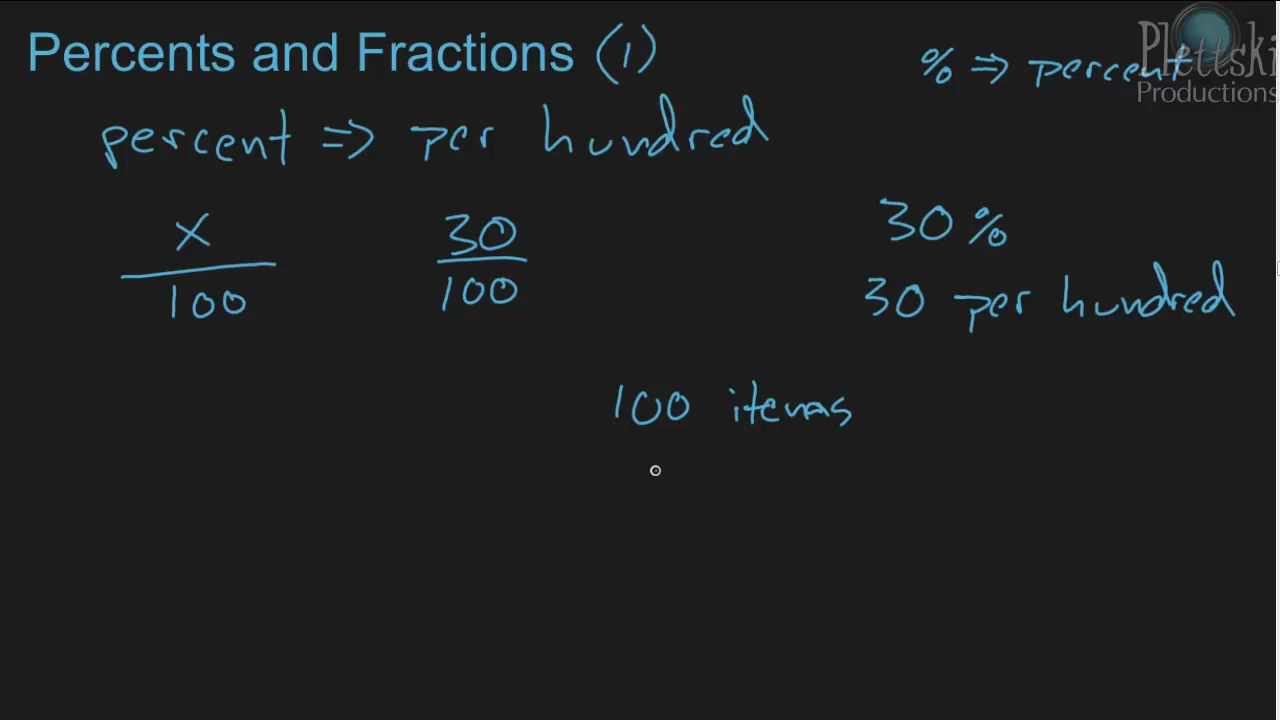 Percents and Fractions (1)
% => percent
Plettski
Productions
percent => per hundred
x
100
30
100
30%
30 per hundred
100 items